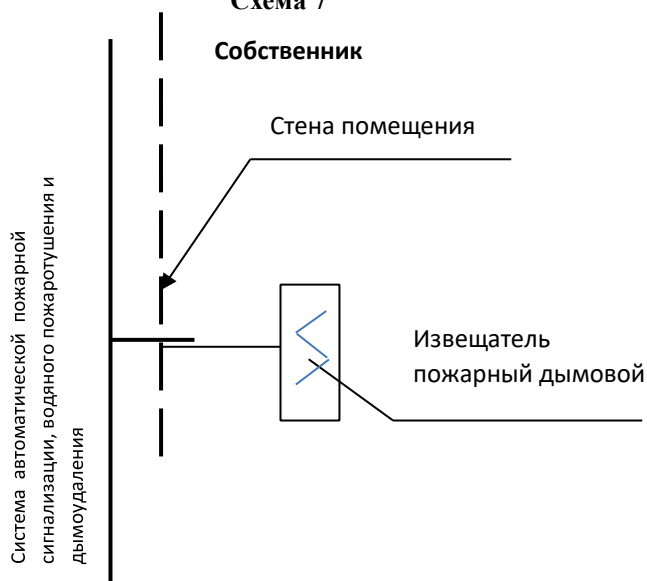 Схема 7
Собственник
Стена помещения
Система автоматической пожарной
сигнализации, водяного пожаротушения и
дымоудаления
Извещатель
пожарный дымовой